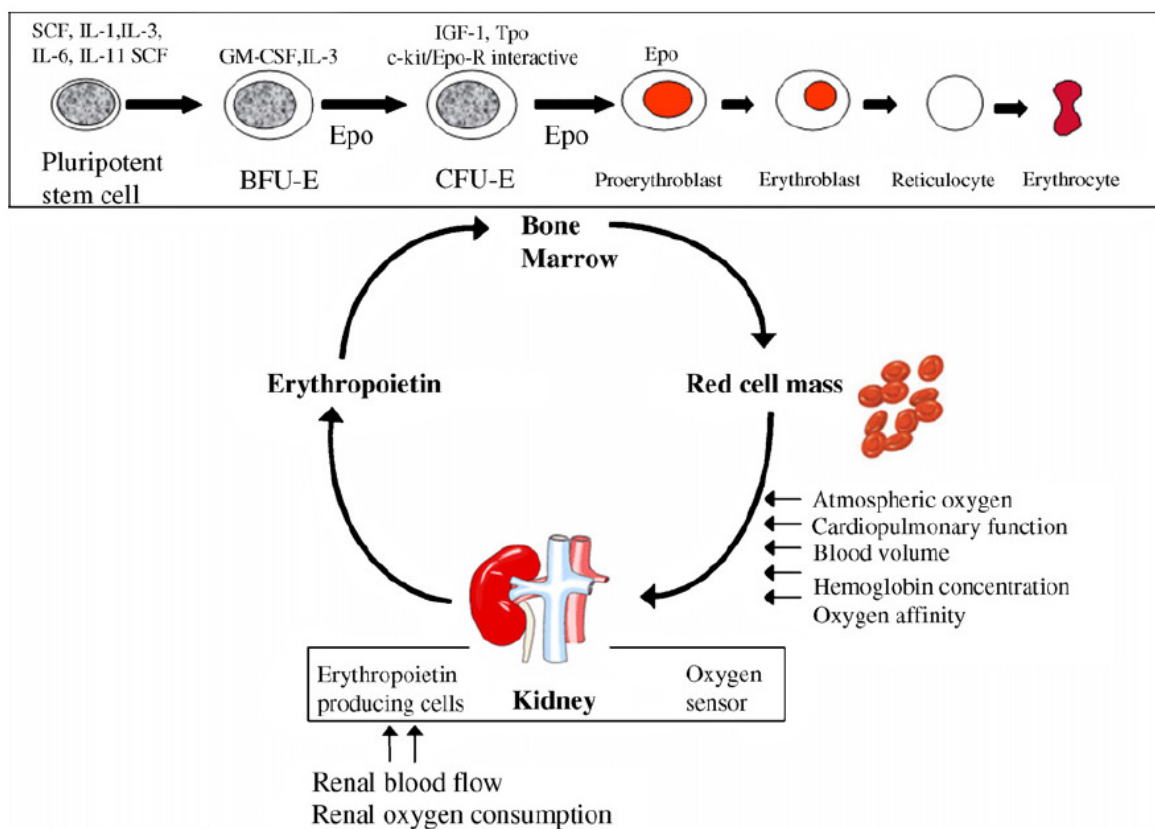 SCF, IL-1,IL-3,
IL-6, IL-11 SCF
GM-CSF,IL-3
IGF-1, Tpo
c-kit/Epo-R interactive
Epo
Epo
Epo
Pluripotent
stem cell
BFU-E
CFU-E
Proerythroblast
Erythroblast
Reticulocyte
Erythrocyte
Bone
Marrow
Erythropoietin
Red cell mass
Atmospheric oxygen
Cardiopulmonary function
Blood volume
Hemoglobin concentration
Oxygen affinity
Erythropoietin
producing cells
Kidney
Oxygen
sensor
Renal blood flow
Renal oxygen consumption